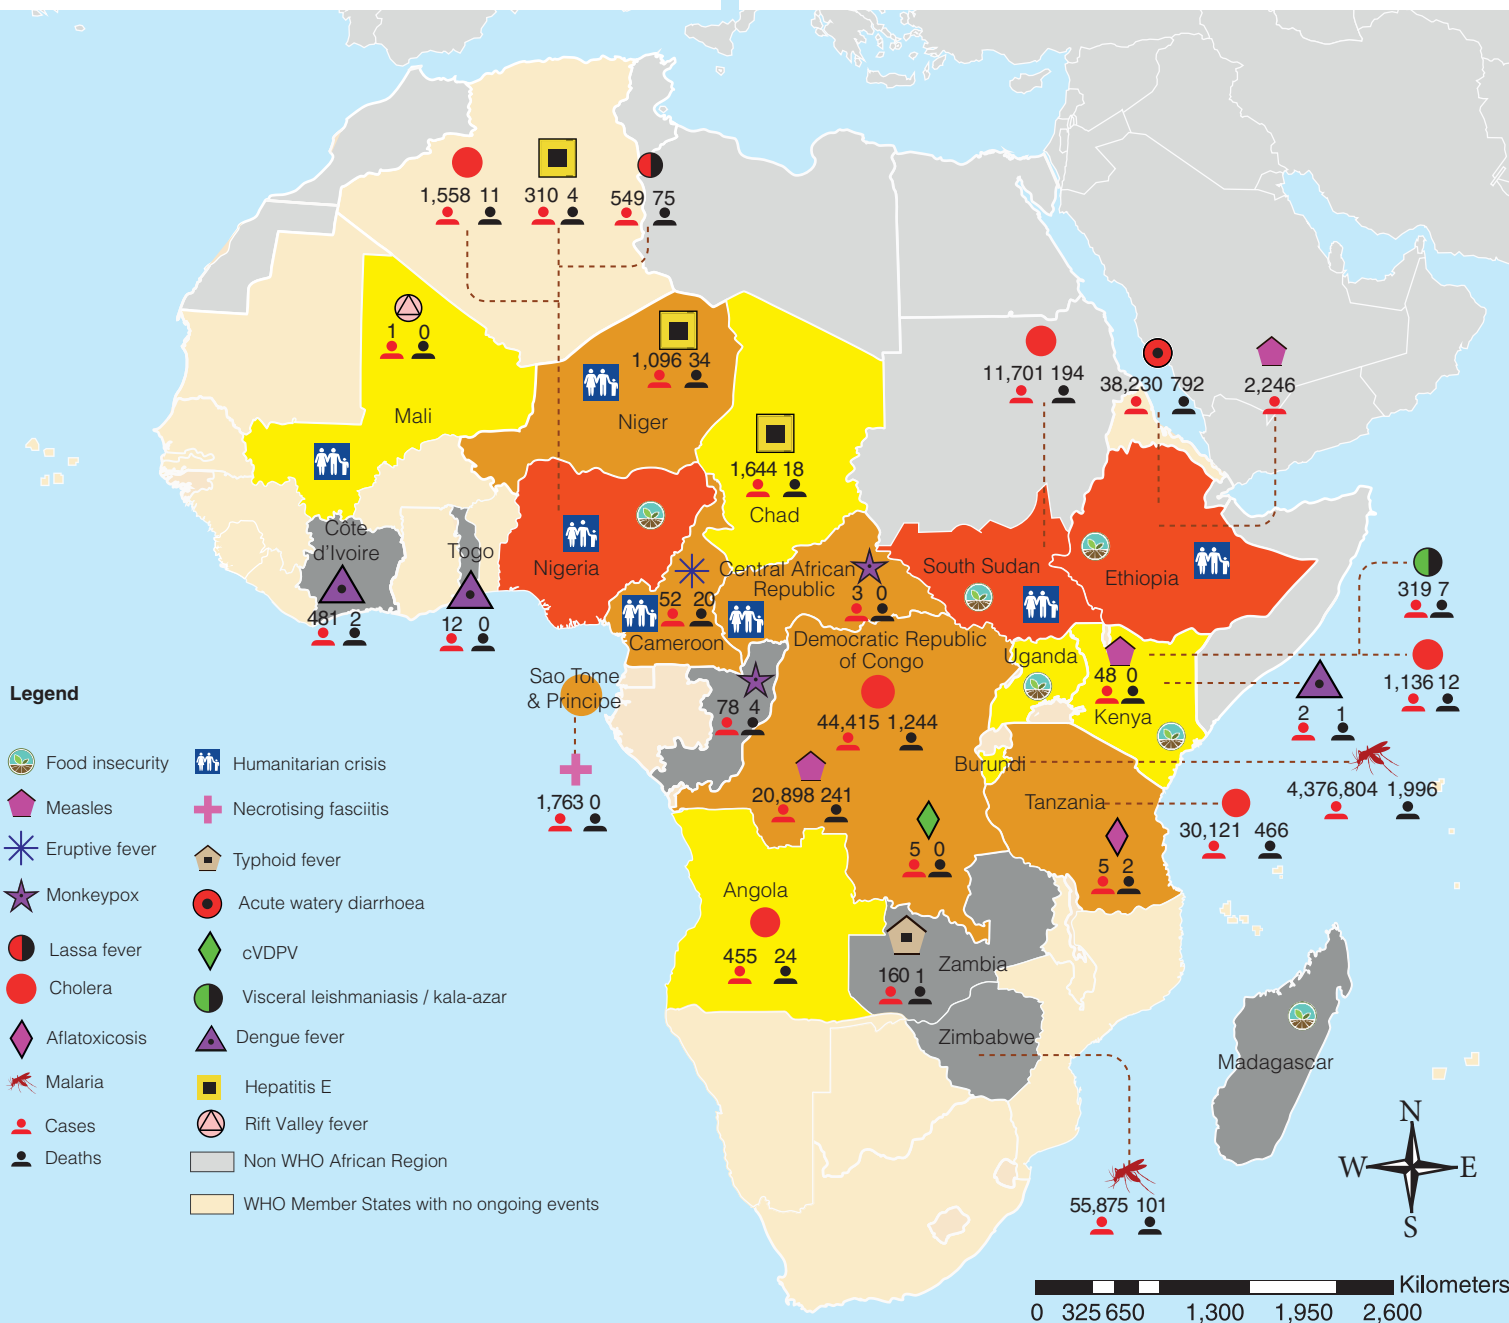 1,558 11
310 4
549 75
1 0
Mali
1,096 34
Niger
1,644 18
Chad
11,701 194
38,230 792
2,246
Côte
d'Ivoire
481 2
Togo
12 0
Nigeria
52 20
Cameroon
Central African
Republic
3 0
South Sudan
Ethiopia
319 7
Sao Tome
& Principe
1,763 0
78 4
Democratic Republic
of Congo
44,415 1,244
20,898 241
5 0
Uganda
48 0
Kenya
1,136 12
2 1
Burundi
4,376,804 1,996
Tanzania
30,121 466
5 2
Angola
455 24
160 1
Zambia
Zimbabwe
55,875 101
Madagascar
Legend
Food insecurity
Humanitarian crisis
Measles
Necrotising fasciitis
Eruptive fever
Typhoid fever
Monkeypox
Acute watery diarrhoea
Lassa fever
cVDPV
Cholera
Visceral leishmaniasis / kala-azar
Aflatoxicosis
Dengue fever
Malaria
Hepatitis E
Cases
Rift Valley fever
Deaths
Non WHO African Region
WHO Member States with no ongoing events
N
W E
S
Kilometers
0 325 650 1,300 1,950 2,600